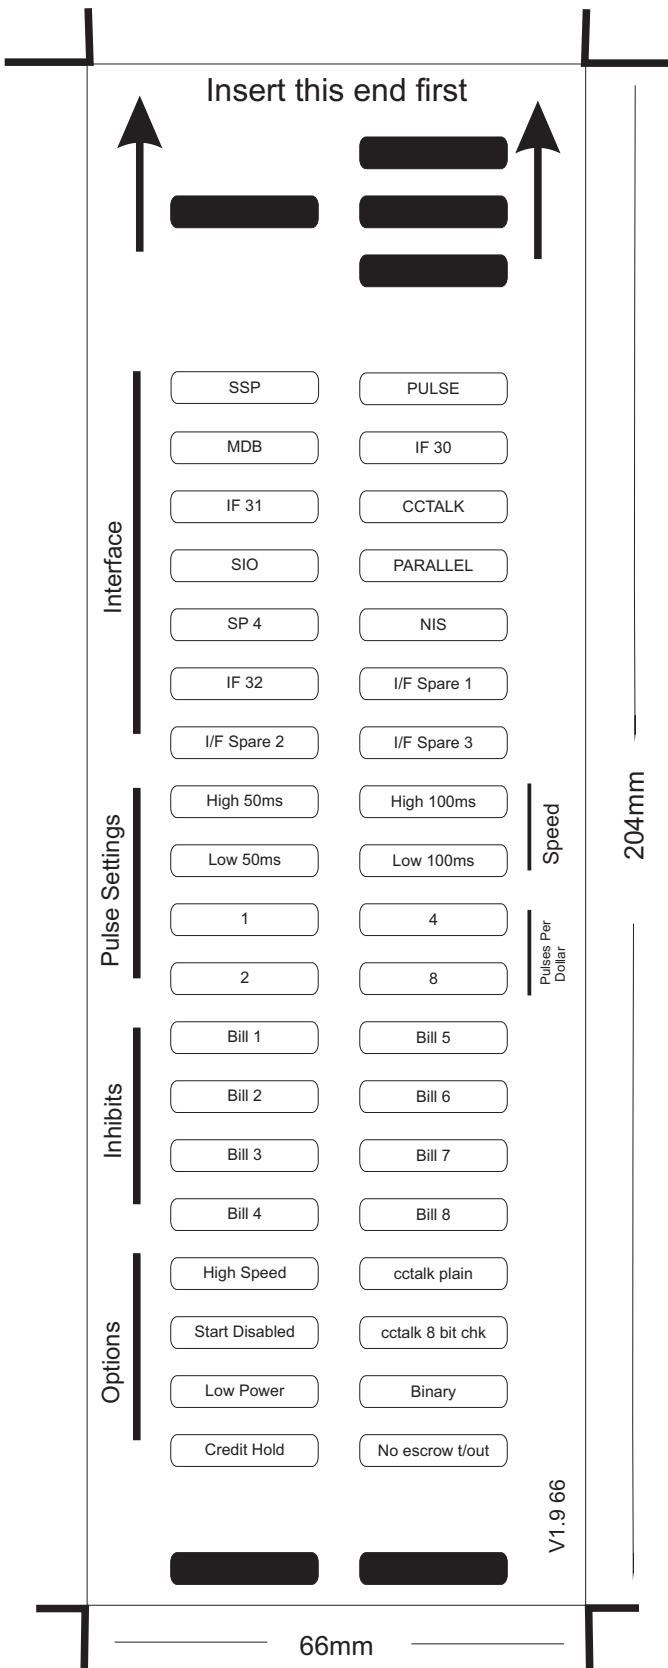 Insert this end first
Interface
SSP
PULSE
MDB
IF 30
IF 31
CCTALK
SIO
PARALLEL
SP 4
NIS
IF 32
I/F Spare 1
I/F Spare 2
I/F Spare 3
Pulse Settings
High 50ms
High 100ms
Speed
Low 50ms
Low 100ms
1
4
Pulses Per
Dollar
2
8
Inhibits
Bill 1
Bill 5
Bill 2
Bill 6
Bill 3
Bill 7
Bill 4
Bill 8
Options
High Speed
cctalk plain
Start Disabled
cctalk 8 bit chk
Low Power
Binary
Credit Hold
No escrow t/out
V1.9 66
204mm
66mm